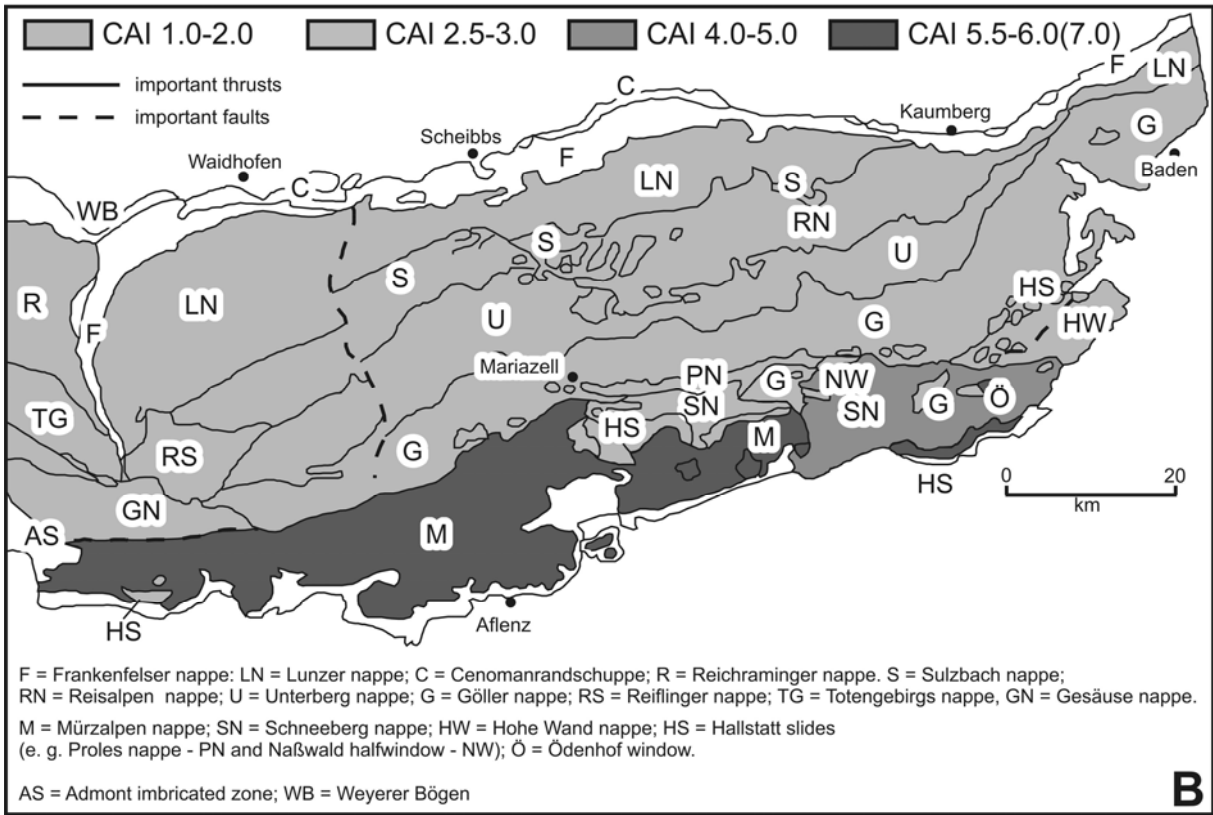 CAI 1.0-2.0 CAI 2.5-3.0 CAI 4.0-5.0 CAI 5.5-6.0(7.0)
important thrusts
important faults
F
LN
C
Kaumberg
G
Scheibbs
Baden
Waidhofen
F
C
LN
S
WB
RN
S
U
S
R
LN
HS
F
U
G
HW
Mariazell
PN
G
NW
TG
SN
SN
G
Ö
HS
M
RS
G
HS
0 20
km
GN
AS
M
HS
Aflenz
F = Frankenfelser nappe: LN = Lunzer nappe; C = Cenomanrandschuppe; R = Reichraminger nappe. S = Sulzbach nappe;
RN = Reisalpen nappe; U = Unterberg nappe; G = Göller nappe; RS = Reiflinger nappe; TG = Totengebirgs nappe, GN = Gesäuse nappe.
M = Mürzalpen nappe; SN = Schneeberg nappe; HW = Hohe Wand nappe; HS = Hallstatt slides
(e. g. Proles nappe - PN and Naßwald halfwindow - NW); Ö = Ödenhof window.
AS = Admont imbricated zone; WB = Weyerer Bögen
B